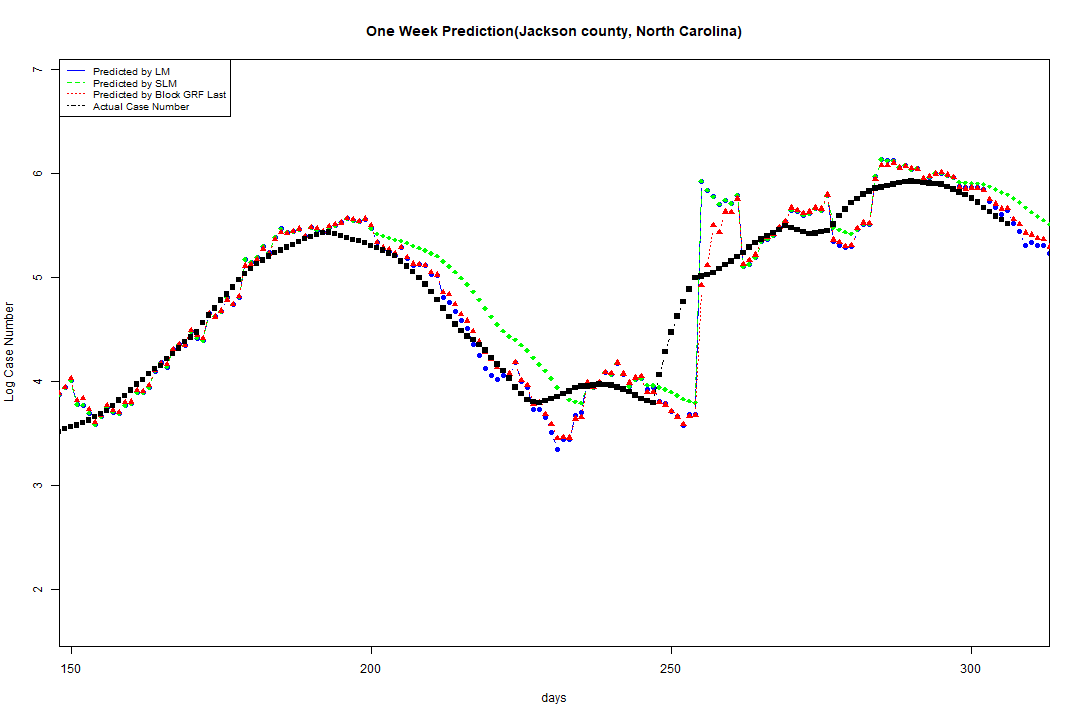 One Week Prediction(Jackson county, North Carolina)
Predicted by LM
Predicted by SLM
Predicted by Block GRF Last
Actual Case Number
7
6
5
4
3
2
Log Case Number
150
200
250
300
days